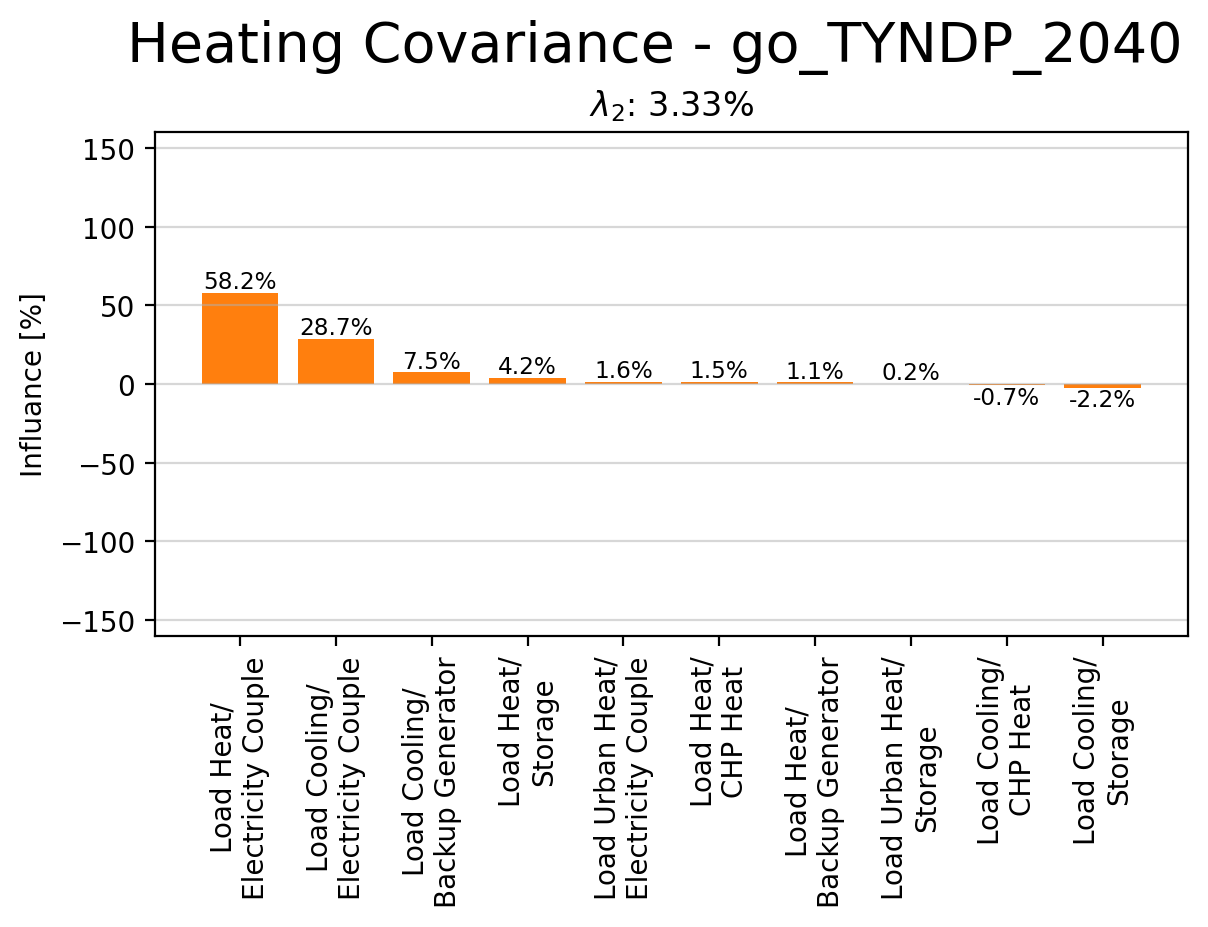 Heating Covariance - go_TYNDP_2040
λ2: 3.33%
Influance [%]
150
100
50
0
−50
−100
−150
58.2%
28.7%
7.5%
4.2%
1.6%
1.5%
1.1%
0.2%
-0.7%
-2.2%
Load Heat/
Electricity Couple
Load Cooling/
Electricity Couple
Load Cooling/
Backup Generator
Load Heat/
Storage
Load Urban Heat/
Electricity Couple
Load Heat/
CHP Heat
Load Heat/
Backup Generator
Load Urban Heat/
Storage
Load Cooling/
CHP Heat
Load Cooling/
Storage